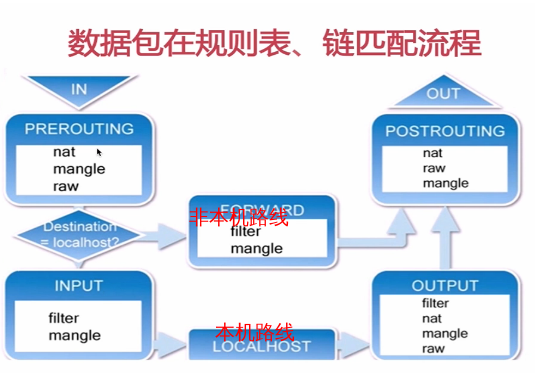 数据包在规则表、链匹配流程
IN
OUT
PREROUTING
nat
mangle
raw
POSTROUTING
nat
raw
mangle
Destination
= localhost?
FORWARD
非本机路线
filter
mangle
INPUT
filter
mangle
本机路线
LOCALHOST
OUTPUT
filter
nat
mangle
raw